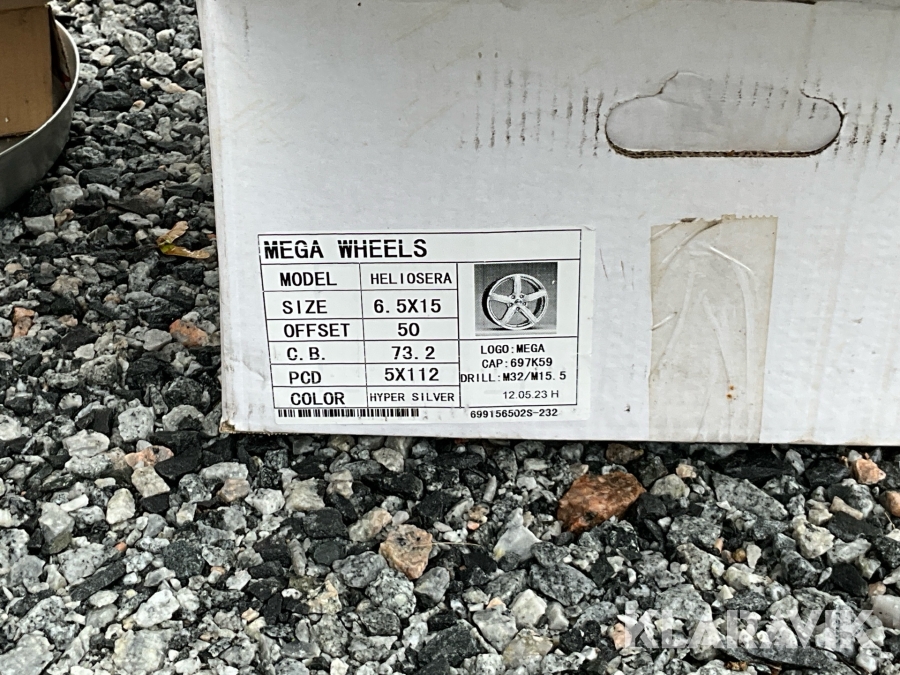 MEGA WHEELS
MODEL HELIOSERA
SIZE 6.5X15
OFFSET 50
C.B. 73.2
PCD 5X112
COLOR HYPER SILVER
LOGO:MEGA
CAP:697K59
DRILL:M32/M15.5
12.05.23 H
699156502S-232
KLARAVIK